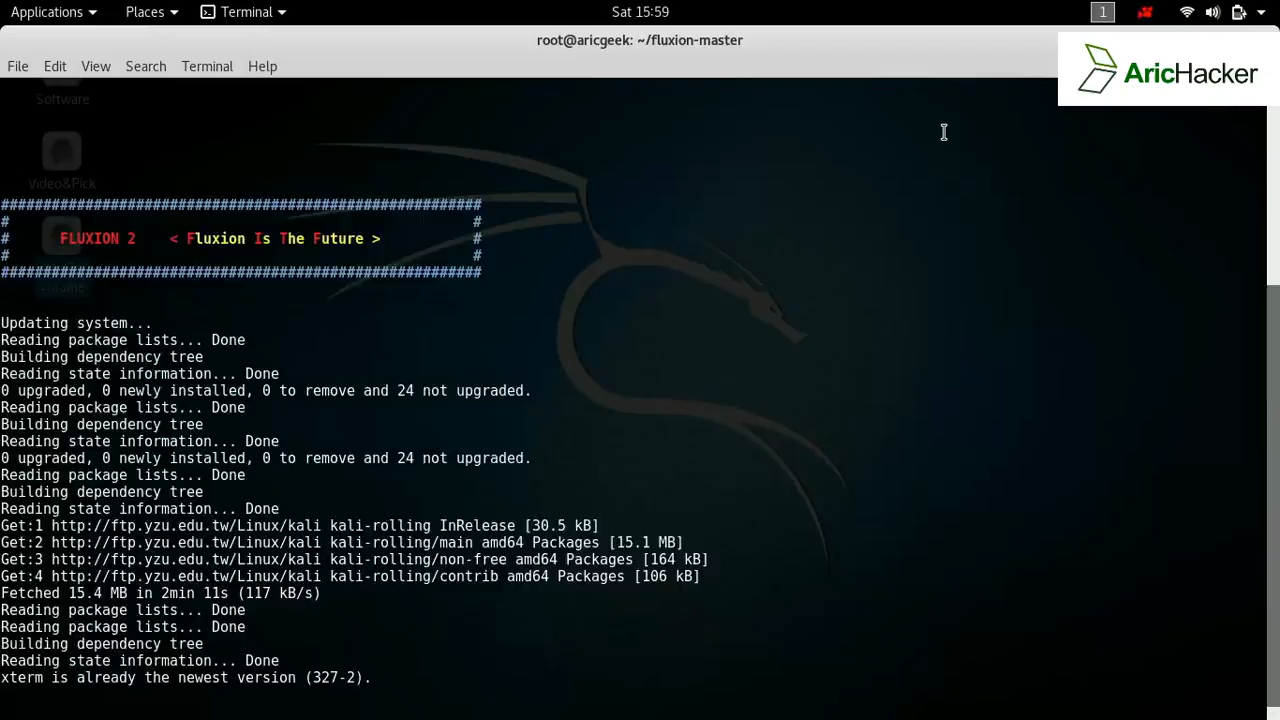 Applications Places Terminal Sat 15:59 1
root@aricgeek: ~/fluxion-master
File Edit View Search Terminal Help
AricHacker
Software
Video&Pick
#########################################################
# #
# FLUXION 2 < Fluxion Is The Future > #
# #
#########################################################
Updating system...
Reading package lists... Done
Building dependency tree
Reading state information... Done
0 upgraded, 0 newly installed, 0 to remove and 24 not upgraded.
Reading package lists... Done
Building dependency tree
Reading state information... Done
0 upgraded, 0 newly installed, 0 to remove and 24 not upgraded.
Reading package lists... Done
Building dependency tree
Reading state information... Done
Get:1 http://ftp.yzu.edu.tw/Linux/kali kali-rolling InRelease [30.5 kB]
Get:2 http://ftp.yzu.edu.tw/Linux/kali kali-rolling/main amd64 Packages [15.1 MB]
Get:3 http://ftp.yzu.edu.tw/Linux/kali kali-rolling/non-free amd64 Packages [164 kB]
Get:4 http://ftp.yzu.edu.tw/Linux/kali kali-rolling/contrib amd64 Packages [106 kB]
Fetched 15.4 MB in 2min 11s (117 kB/s)
Reading package lists... Done
Reading package lists... Done
Building dependency tree
Reading state information... Done
xterm is already the newest version (327-2).